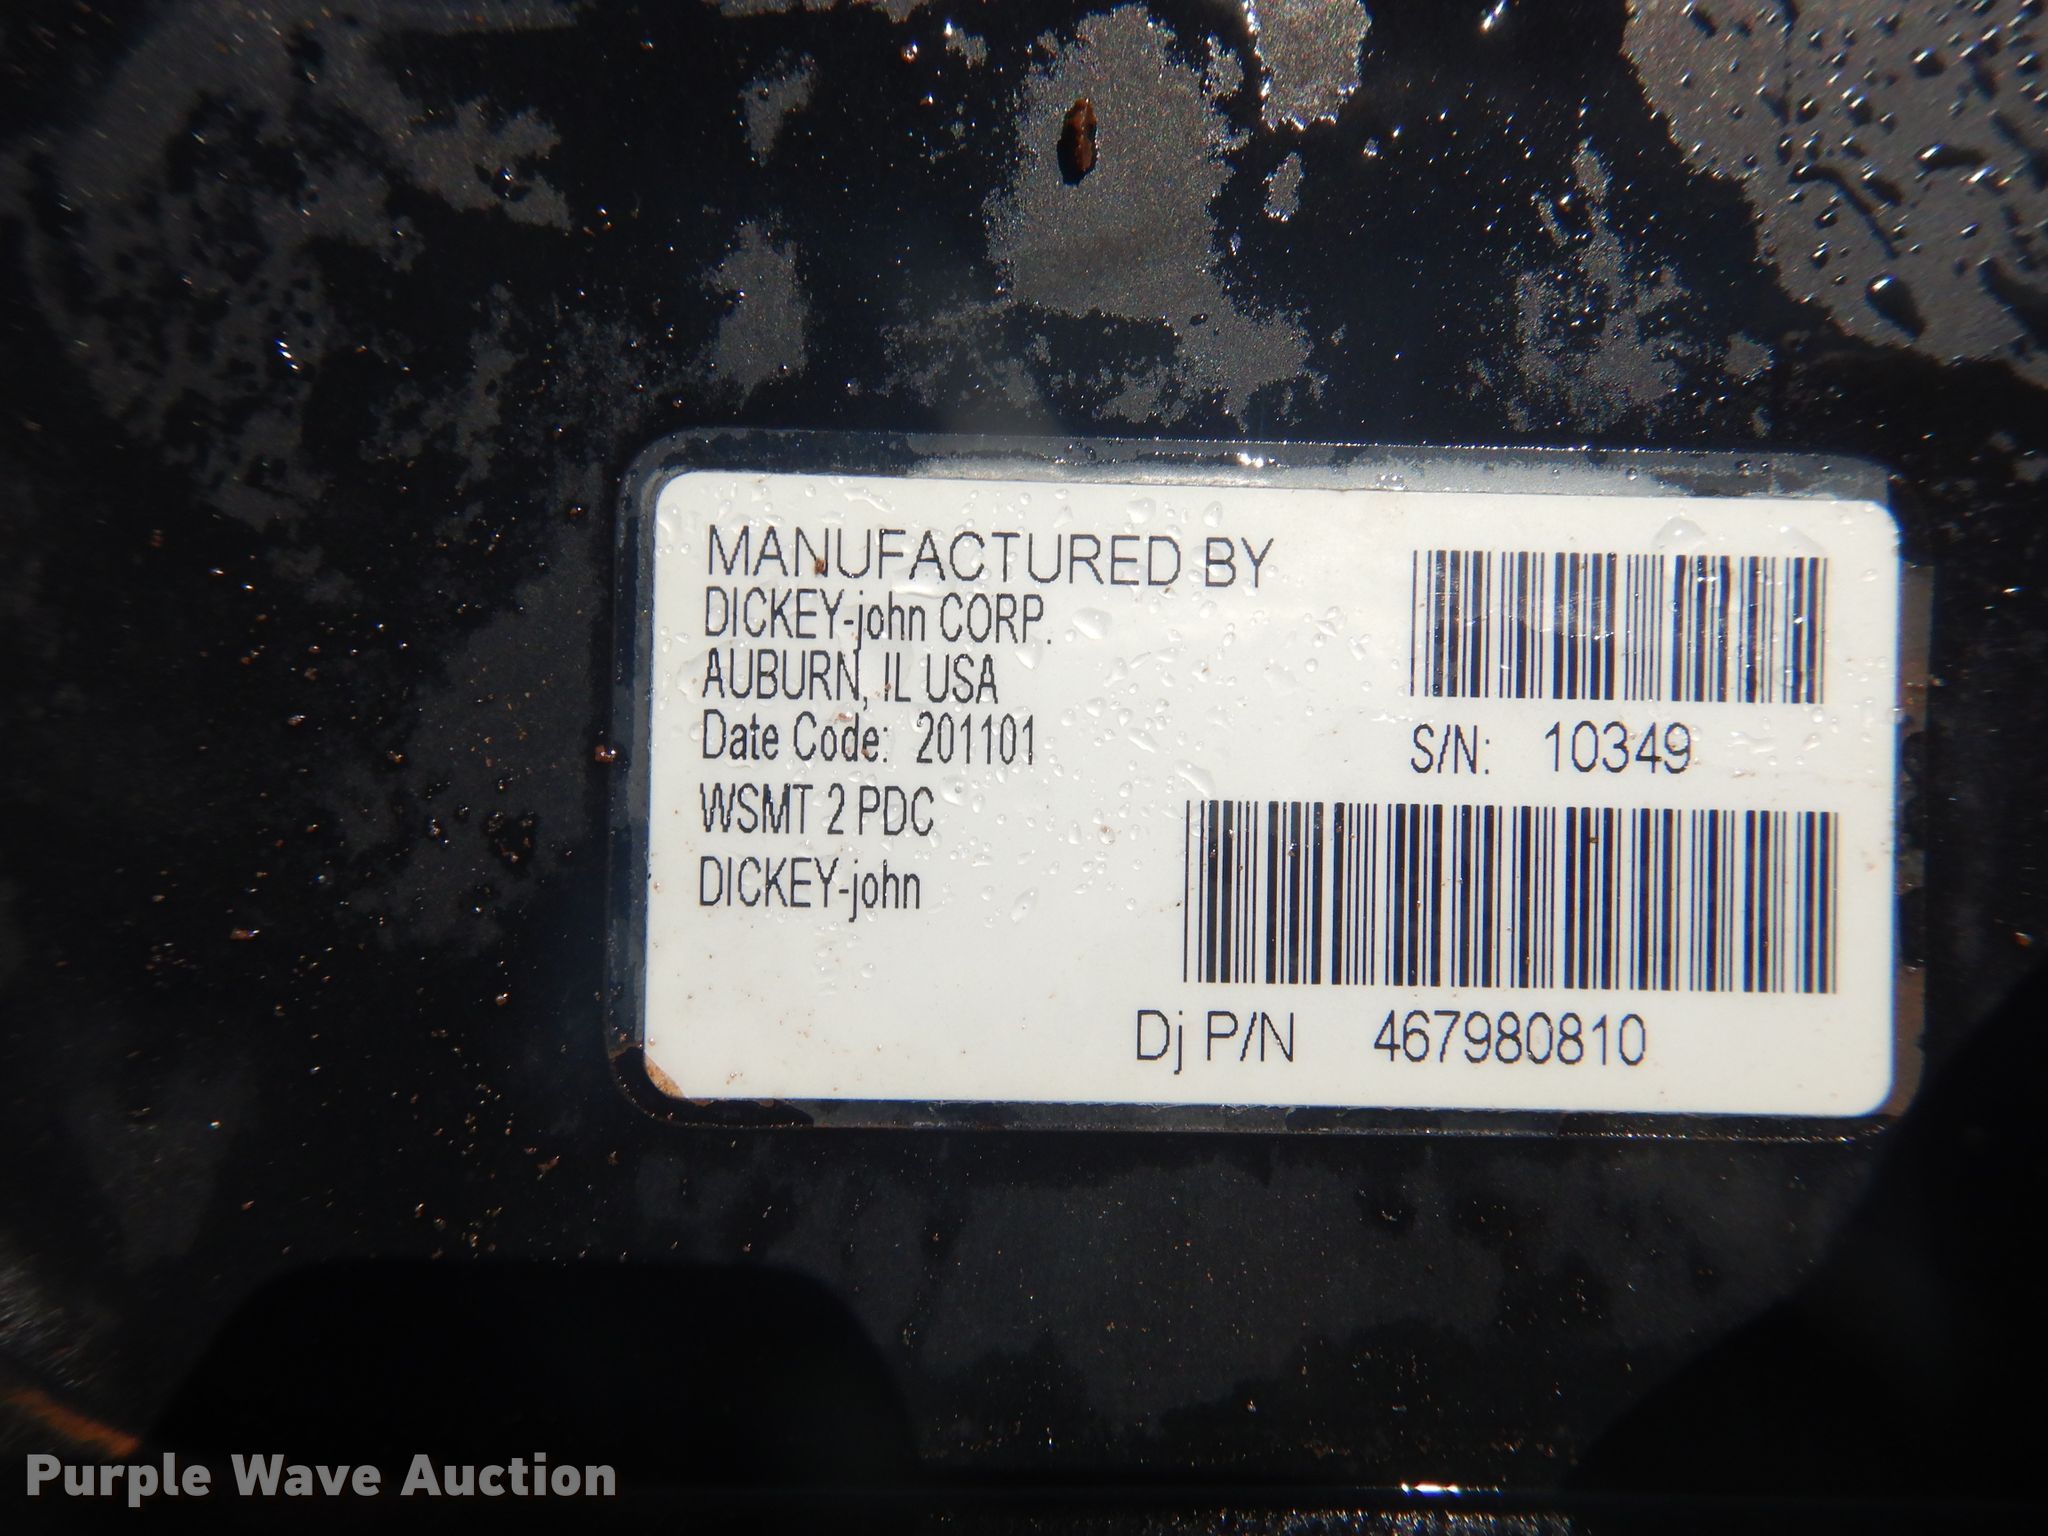 MANUFACTURED BY
DICKEY-john CORP.
AUBURN, IL USA
Date Code: 201101
WSMT 2 PDC
DICKEY-john
S/N: 10349
Dj P/N 467980810
Purple Wave Auction